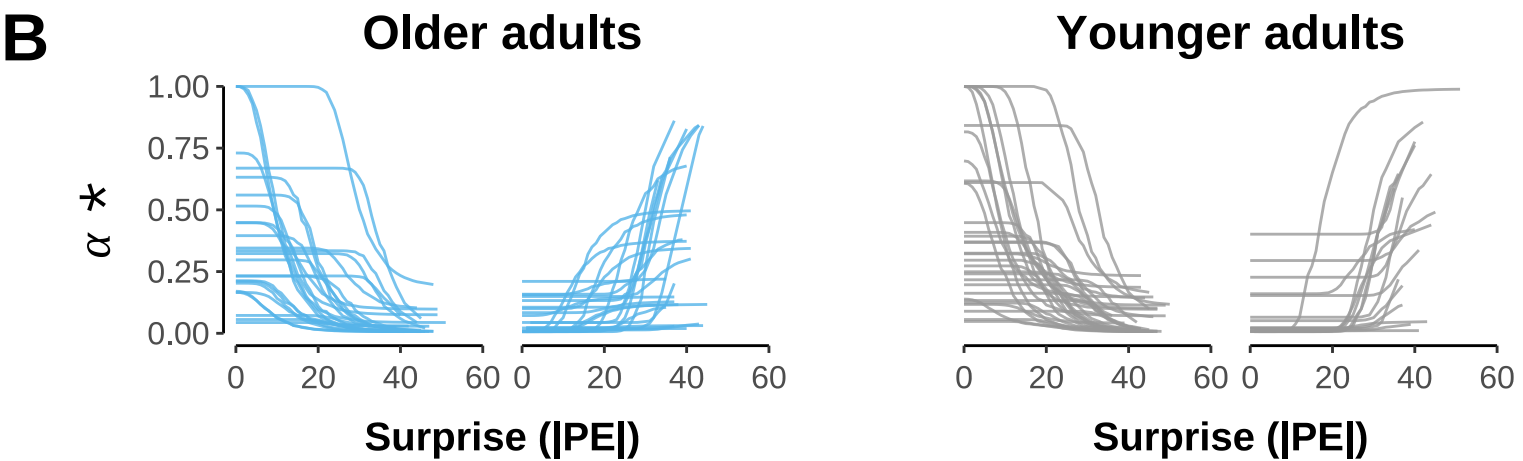 B
Older adults
Younger adults
α *
1.00
0.75
0.50
0.25
0.00
0 20 40 60 0 20 40 60
0 20 40 60 0 20 40 60
Surprise (|PE|)
Surprise (|PE|)